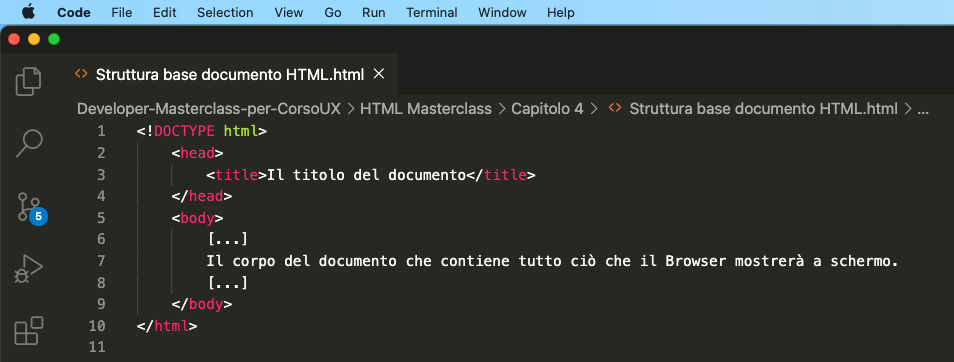 Code File Edit Selection View Go Run Terminal Window Help
Struttura base documento HTML.html
Developer-Masterclass-per-CorsoUX > HTML Masterclass > Capitolo 4 > Struttura base documento HTML.html > ...
1 <!DOCTYPE html>
2 <head>
3 <title>Il titolo del documento</title>
4 </head>
5 <body>
6 [...]
7 Il corpo del documento che contiene tutto ciò che il Browser mostrerà a schermo.
8 [...]
9 </body>
10 </html>
11
5